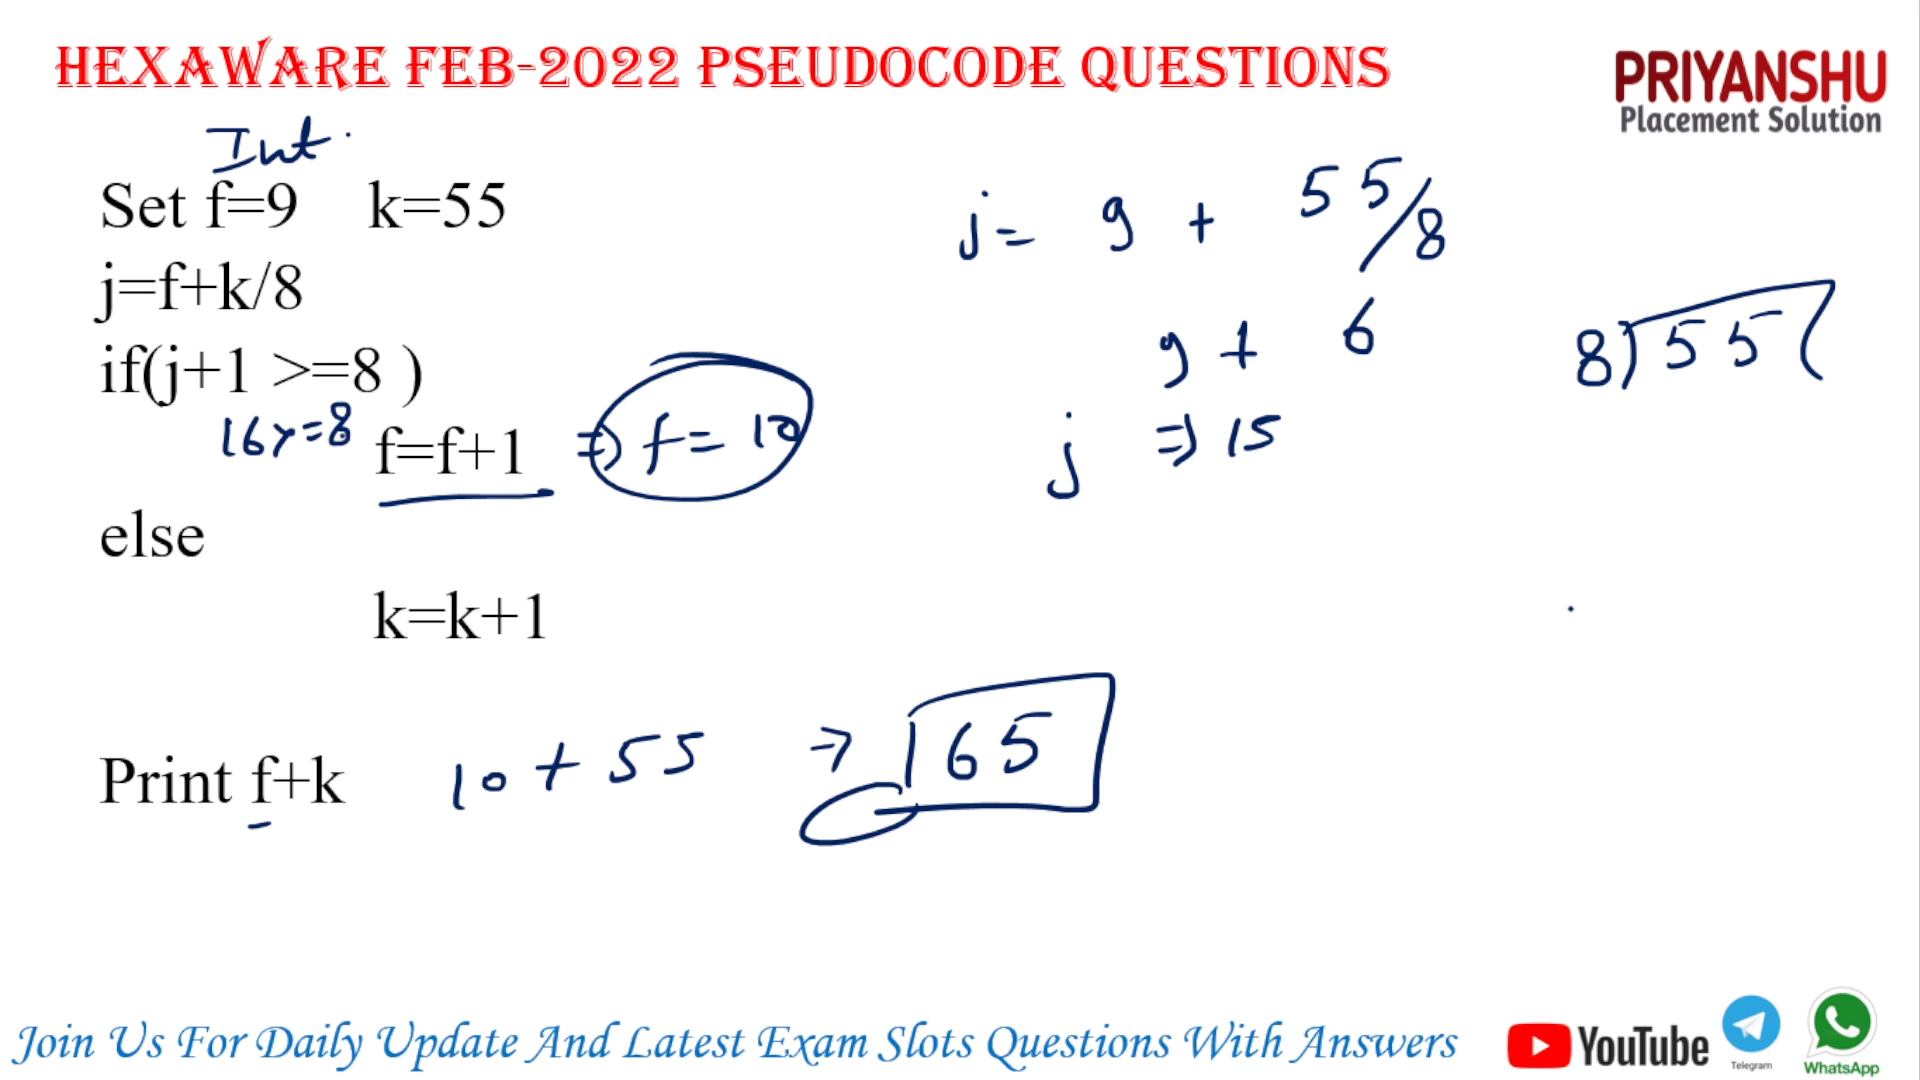 HEXAWARE FEB-2022 PSEUDOCODE QUESTIONS
PRIYANSHU
Placement Solution
Int
Set f=9 k=55
j= 9 + 55/8
j=f+k/8
9 + 6
8)55(
if(j+1 >=8 )
16>=8
f=f+1 => f= 10
j => 15
else
k=k+1
Print f+k 10 + 55 → 65
Join Us For Daily Update And Latest Exam Slots Questions With Answers
YouTube
Telegram
WhatsApp